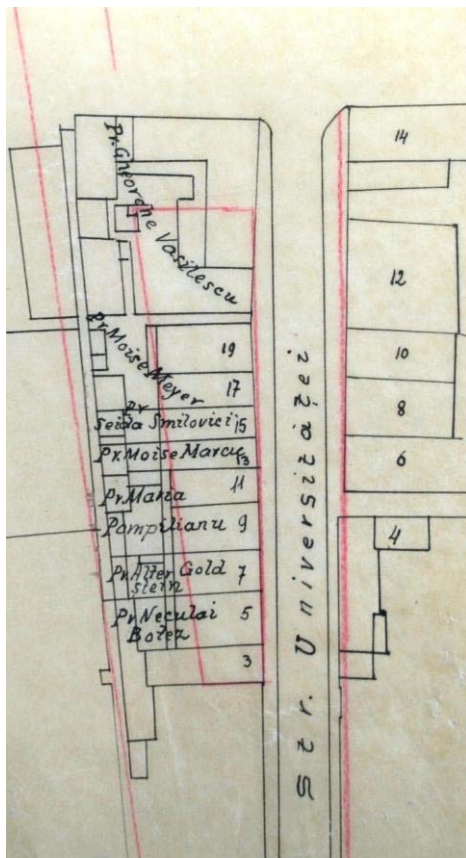 Pr. Gheorghe Vasilescu
14
12
Pr. Moise Meyer
19
10
17
8
pr
Seida Smilovici 15
Pr. Moise Marcu 13
6
11
Pr. Maria
Pompilianu 9
4
Pr. Alter Gold
stein
7
Pr. Neculai
Botez
5
3
Str. Universităței